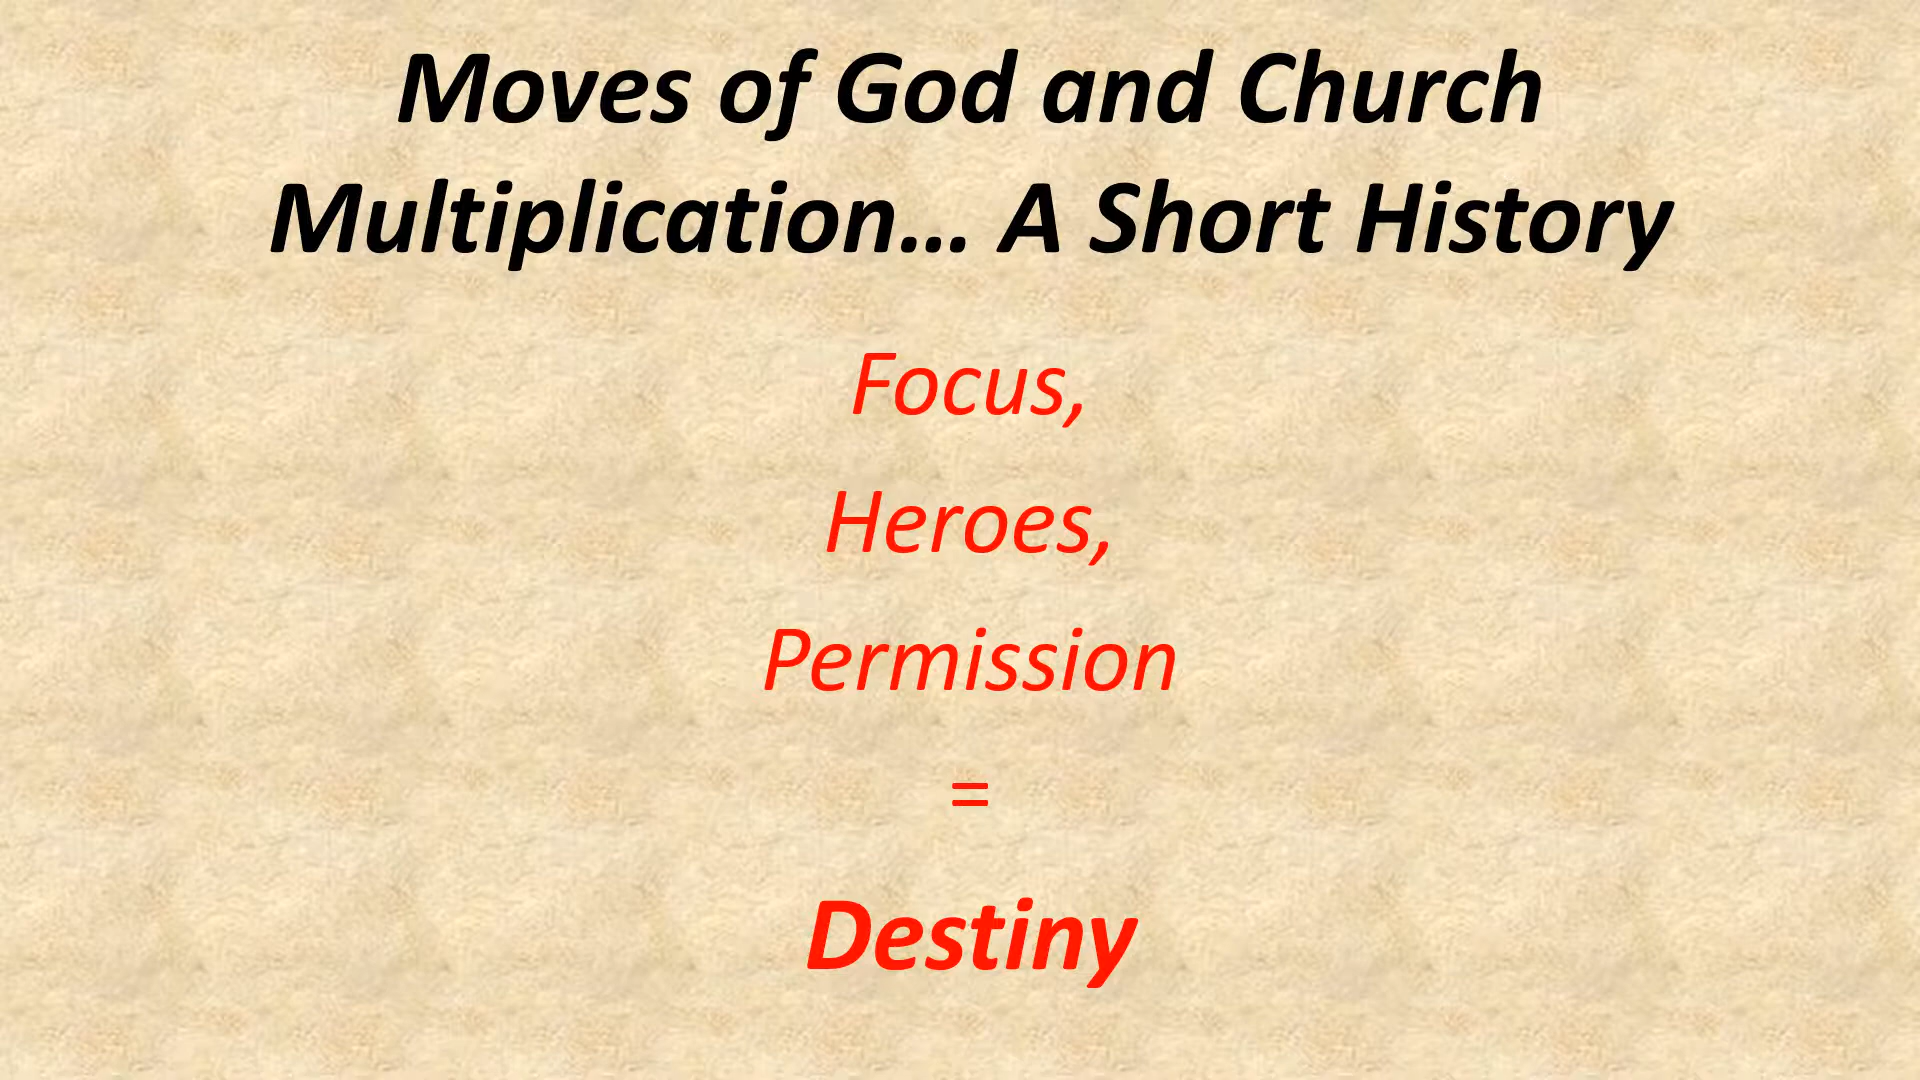 Moves of God and Church
Multiplication… A Short History
Focus,
Heroes,
Permission
=
Destiny